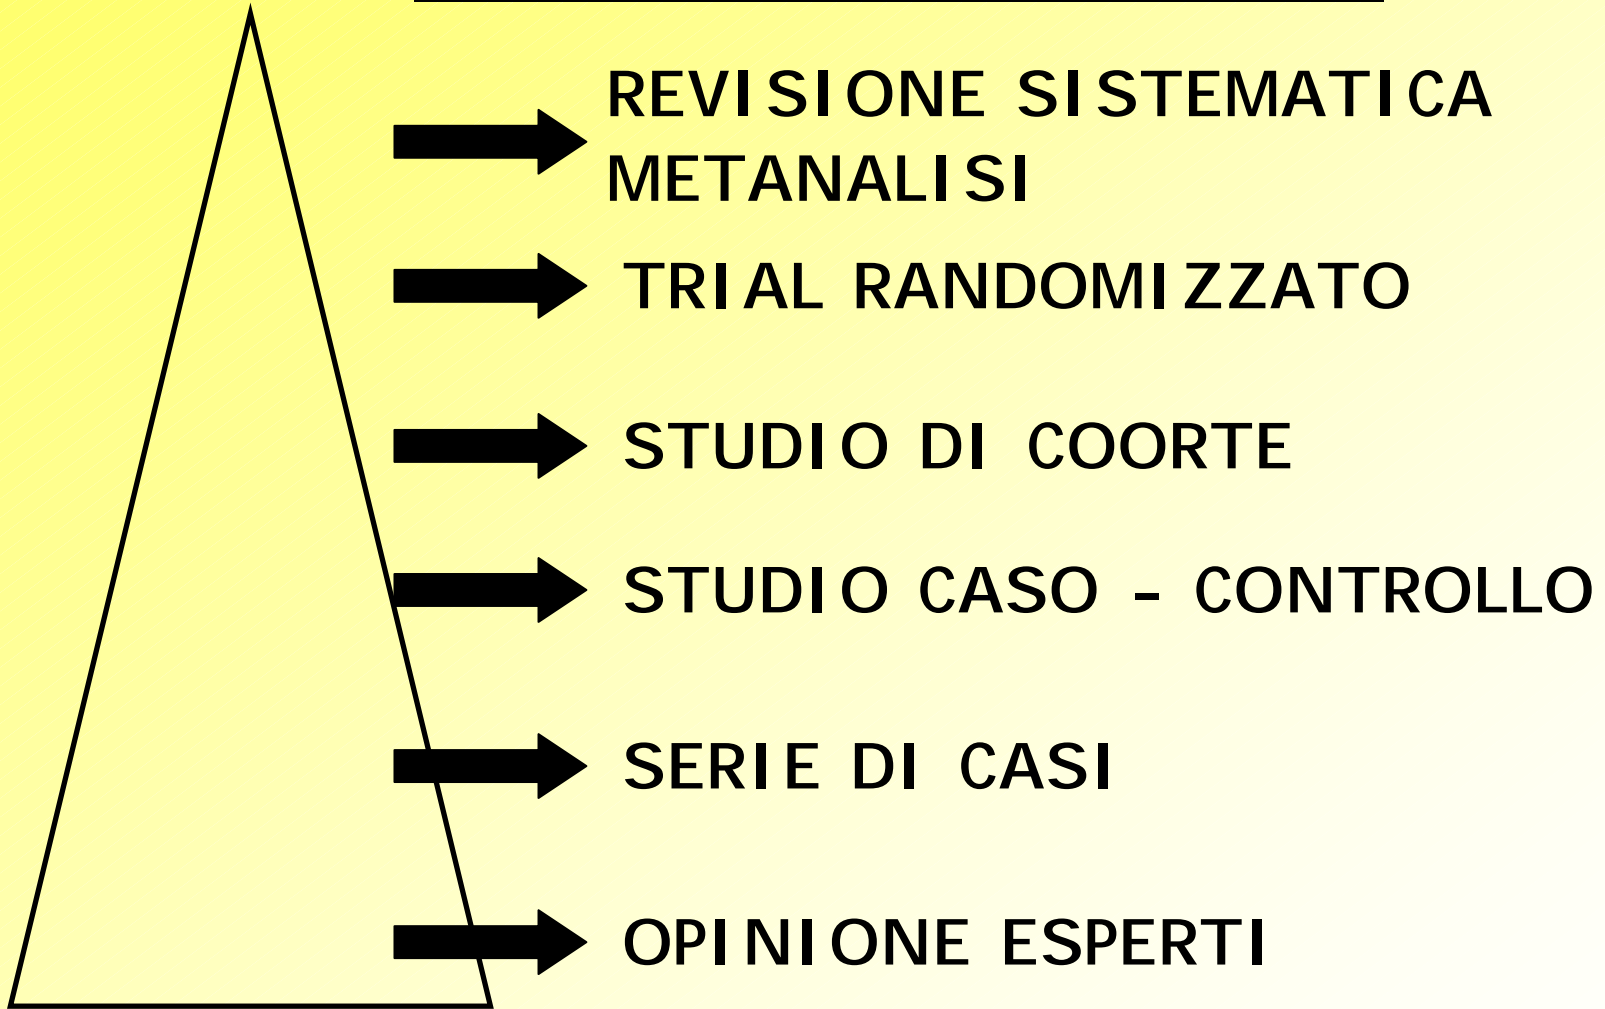 REVISIONE SISTEMATICA
METANALISI
TRIAL RANDOMIZZATO
STUDIO DI COORTE
STUDIO CASO - CONTROLLO
SERIE DI CASI
OPINIONE ESPERTI